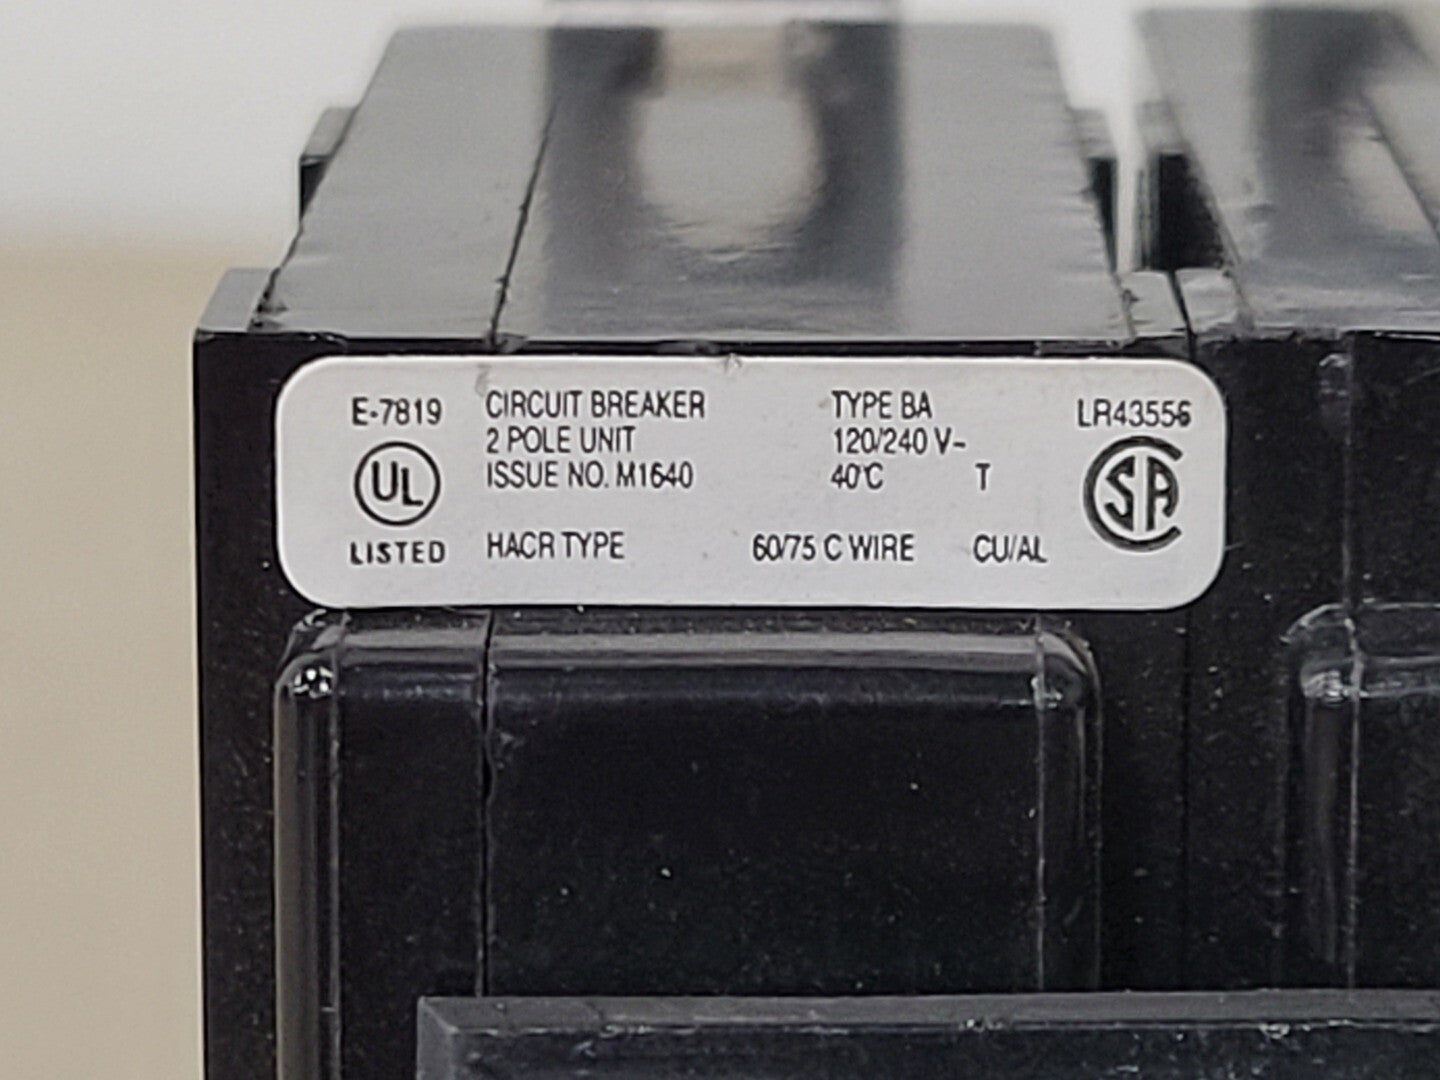 E-7819 CIRCUIT BREAKER TYPE BA LR43556
2 POLE UNIT 120/240 V~
UL ISSUE NO. M1640 40°C T SA
LISTED HACR TYPE 60/75 C WIRE CU/AL